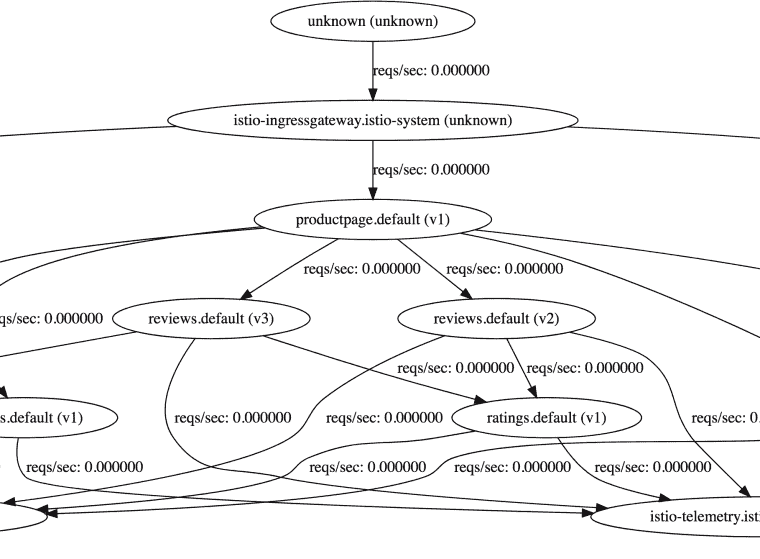 unknown (unknown)
reqs/sec: 0.000000
istio-ingressgateway.istio-system (unknown)
reqs/sec: 0.000000
productpage.default (v1)
reqs/sec: 0.000000 reqs/sec: 0.000000
qs/sec: 0.000000 reviews.default (v3) reviews.default (v2)
reqs/sec: 0.000000 reqs/sec: 0.000000
s.default (v1) reqs/sec: 0.000000 reqs/sec: 0.000000 ratings.default (v1) reqs/sec: 0.
reqs/sec: 0.000000 reqs/sec: 0.000000 reqs/sec: 0.000000 reqs/sec: 0.000000
istio-telemetry.isti